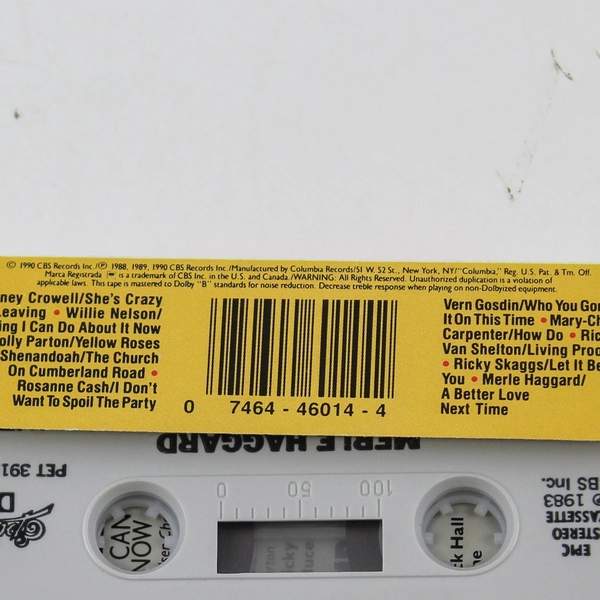 © 1990 CBS Records Inc./℗ 1988, 1989, 1990 CBS Records Inc./Manufactured by Columbia Records/51 W. 52 St., New York, NY/"Columbia," Reg. U.S. Pat. & Tm. Off.
Marca Registrada is a trademark of CBS Inc. in the U.S. and Canada./WARNING: All Rights Reserved. Unauthorized duplication is a violation of
applicable laws. This tape is mastered to Dolby "B" standards for noise reduction. Decrease treble response when playing on non-Dolbyized equipment.
ney Crowell/She's Crazy
Leaving • Willie Nelson/
ing I Can Do About It Now
olly Parton/Yellow Roses
Shenandoah/The Church
On Cumberland Road •
Rosanne Cash/I Don't
Want To Spoil The Party
0 7464 - 46014 - 4
Vern Gosdin/Who You Gon
It On This Time • Mary-Ch
Carpenter/How Do • Ric
Van Shelton/Living Proo
• Ricky Skaggs/Let It Be
You • Merle Haggard/
A Better Love
Next Time
MERLE HAGGARD
PET 391
0 50 100
CAN
NOW
ck Hall
BS Inc.
℗ 1983
CASSETTE
STEREO
EPIC